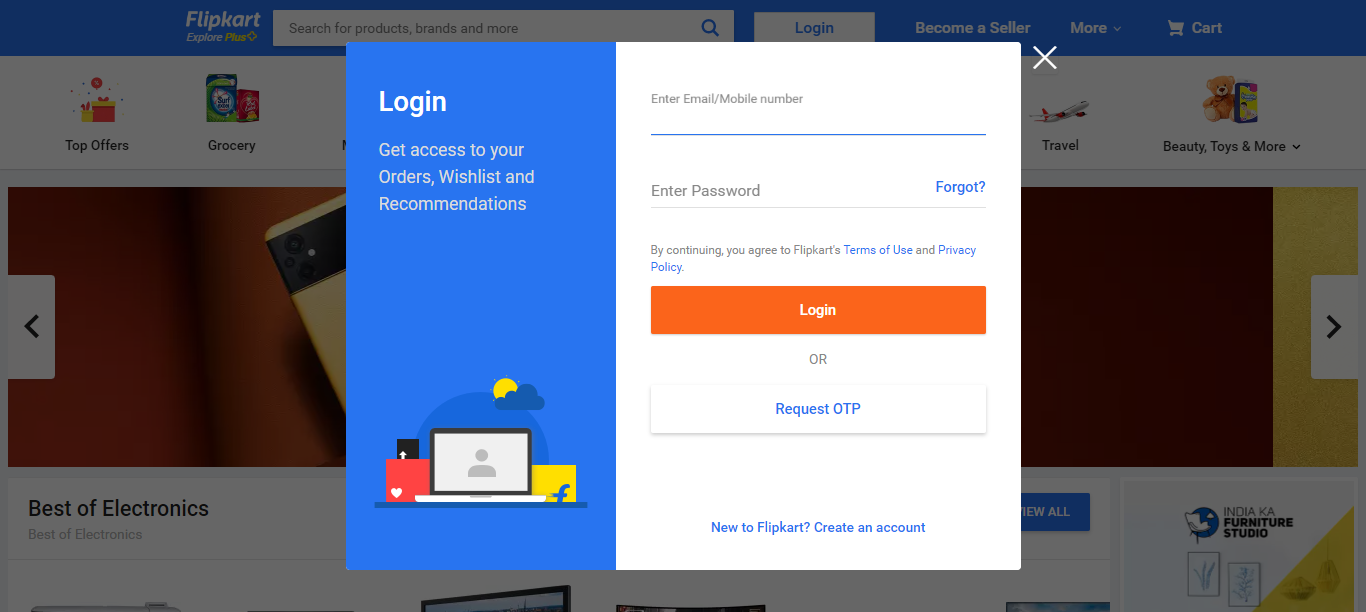 Flipkart
Explore Plus
Search for products, brands and more
Login
Become a Seller
More
Cart
Top Offers
Grocery
Travel
Beauty, Toys & More
Login
Get access to your
Orders, Wishlist and
Recommendations
Enter Email/Mobile number
Enter Password
Forgot?
By continuing, you agree to Flipkart's Terms of Use and Privacy
Policy.
Login
OR
Request OTP
New to Flipkart? Create an account
Best of Electronics
Best of Electronics
VIEW ALL
INDIA KA
FURNITURE
STUDIO